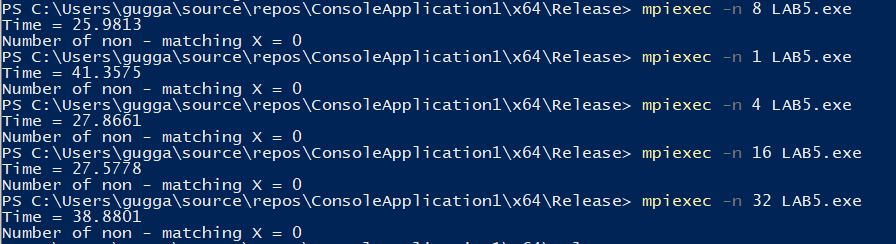 PS C:\Users\gugga\source\repos\ConsoleApplication1\x64\Release> mpiexec -n 8 LAB5.exe
Time = 25.9813
Number of non - matching X = 0
PS C:\Users\gugga\source\repos\ConsoleApplication1\x64\Release> mpiexec -n 1 LAB5.exe
Time = 41.3575
Number of non - matching X = 0
PS C:\Users\gugga\source\repos\ConsoleApplication1\x64\Release> mpiexec -n 4 LAB5.exe
Time = 27.8661
Number of non - matching X = 0
PS C:\Users\gugga\source\repos\ConsoleApplication1\x64\Release> mpiexec -n 16 LAB5.exe
Time = 27.5778
Number of non - matching X = 0
PS C:\Users\gugga\source\repos\ConsoleApplication1\x64\Release> mpiexec -n 32 LAB5.exe
Time = 38.8801
Number of non - matching X = 0